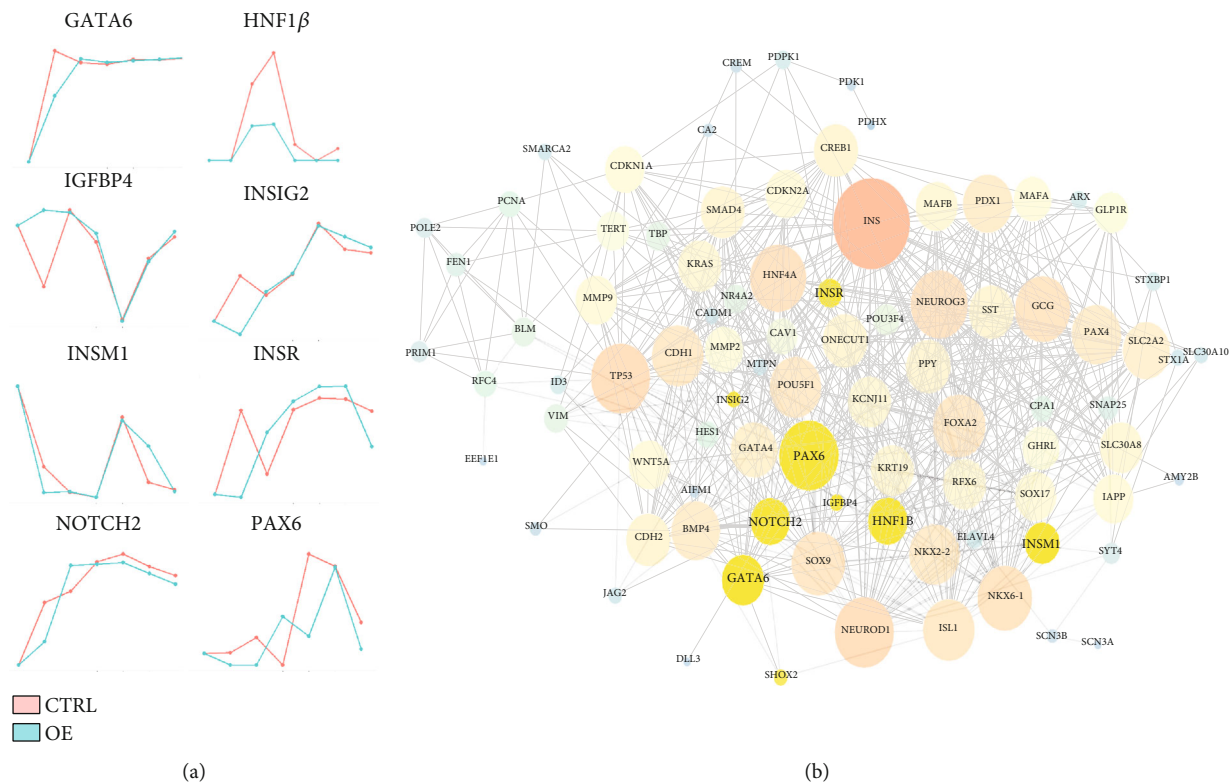 GATA6
HNF1β
IGFBP4
INSIG2
INSM1
INSR
NOTCH2
PAX6
CTRL
OE
(a)
CREM
PDPK1
PDK1
PDHX
CA2
SMARCA2
CREB1
CDKN1A
CDKN2A
PCNA
POLE2
TERT
TBP
SMAD4
INS
MAFB
PDX1
MAFA
ARX
GLP1R
FEN1
KRAS
HNF4A
MMP9
NR4A2
INSR
NEUROG3
SST
GCG
STXBP1
CADM1
POU3F4
BLM
CAV1
ONECUT1
PAX4
SLC2A2
PRIM1
MMP2
CDH1
SLC30A10
STX1A
MTPN
PPY
TP53
RFC4
ID3
POU5F1
KCNJ11
INSIG2
CPA1
SNAP25
VIM
HES1
FOXA2
GATA4
PAX6
GHRL
SLC30A8
EEF1E1
WNT5A
KRT19
RFX6
AMY2B
AIFM1
IGFBP4
SOX17
IAPP
SMO
CDH2
BMP4
NOTCH2
HNF1B
ELAVL4
INSM1
NKX2-2
SYT4
SOX9
GATA6
JAG2
NKX6-1
NEUROD1
ISL1
SCN3B
SCN3A
DLL3
SHOX2
(b)